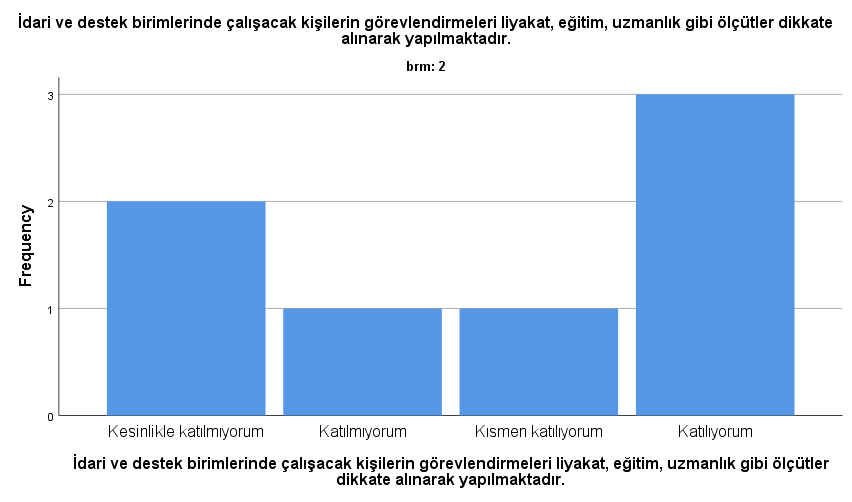 İdari ve destek birimlerinde çalışacak kişilerin görevlendirmeleri liyakat, eğitim, uzmanlık gibi ölçütler dikkate
alınarak yapılmaktadır.
brm: 2
3
2
1
0
Frequency
Kesinlikle katılmıyorum
Katılmıyorum
Kısmen katılıyorum
Katılıyorum
İdari ve destek birimlerinde çalışacak kişilerin görevlendirmeleri liyakat, eğitim, uzmanlık gibi ölçütler
dikkate alınarak yapılmaktadır.